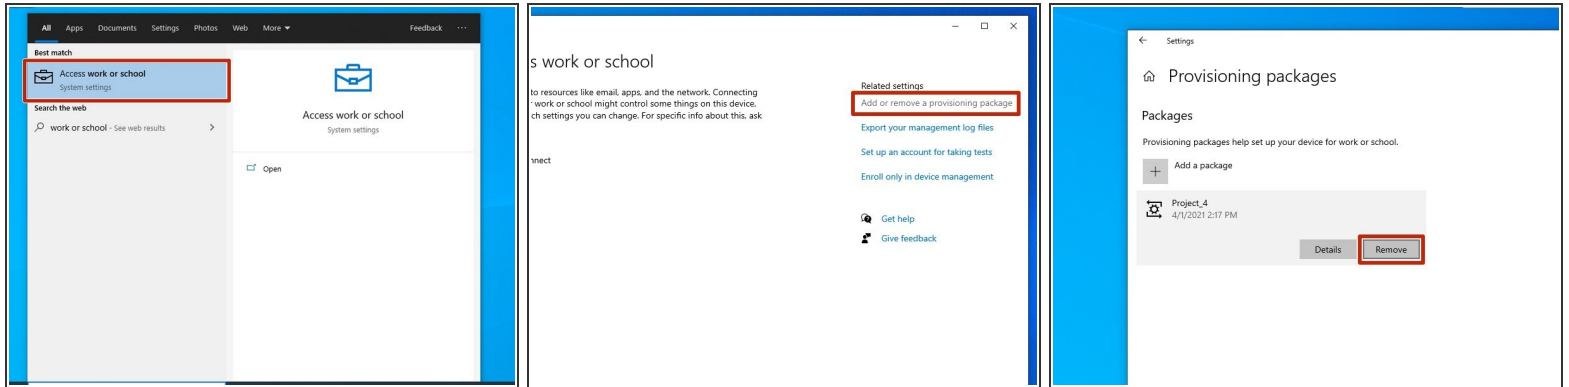 All Apps Documents Settings Photos Web More Feedback ...
Best match
Access work or school
System settings
Search the web
work or school - See web results
Access work or school
System settings
Open
s work or school
to resources like email, apps, and the network. Connecting
work or school might control some things on this device,
ch settings you can change. For specific info about this, ask
nnect
Related settings
Add or remove a provisioning package
Export your management log files
Set up an account for taking tests
Enroll only in device management
Get help
Give feedback
Settings
Provisioning packages
Packages
Provisioning packages help set up your device for work or school.
Add a package
Project_4
4/1/2021 2:17 PM
Details Remove